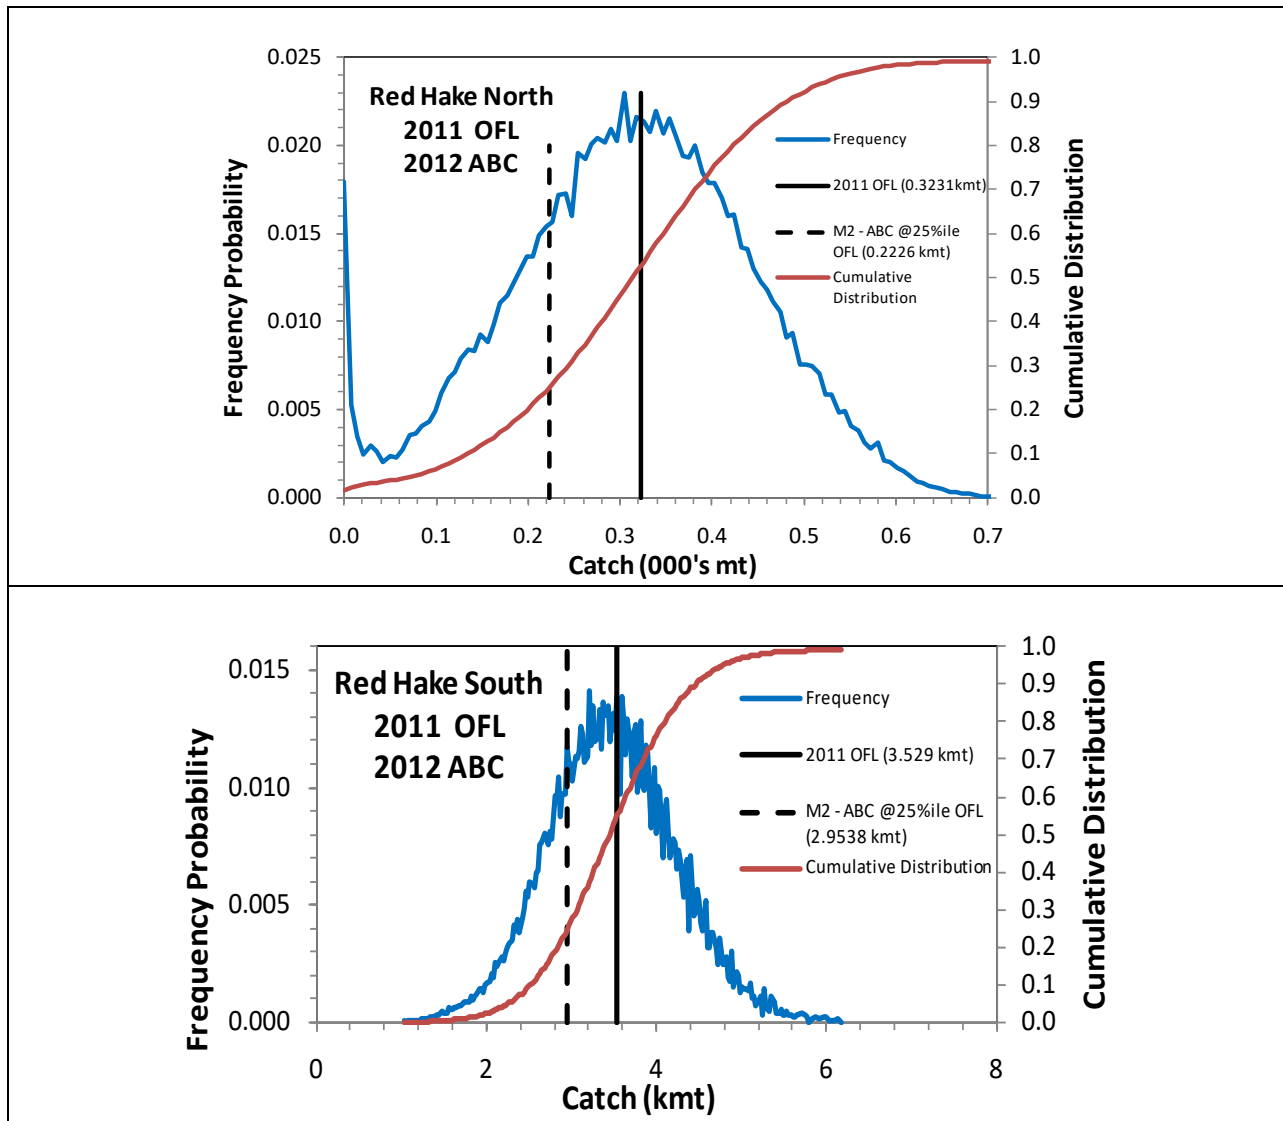 Red Hake North
2011 OFL
2012 ABC
Frequency Probability
0.025
0.020
0.015
0.010
0.005
0.000
0.0 0.1 0.2 0.3 0.4 0.5 0.6 0.7
Catch (000's mt)
1.0
0.9
0.8
0.7
0.6
0.5
0.4
0.3
0.2
0.1
0.0
Cumulative Distribution
Frequency
2011 OFL (0.3231kmt)
M2 - ABC @25%ile
OFL (0.2226 kmt)
Cumulative
Distribution
Red Hake South
2011 OFL
2012 ABC
Frequency Probability
0.015
0.010
0.005
0.000
0 2 4 6 8
Catch (kmt)
1.0
0.9
0.8
0.7
0.6
0.5
0.4
0.3
0.2
0.1
0.0
Cumulative Distribution
Frequency
2011 OFL (3.529 kmt)
M2 - ABC @25%ile OFL
(2.9538 kmt)
Cumulative Distribution